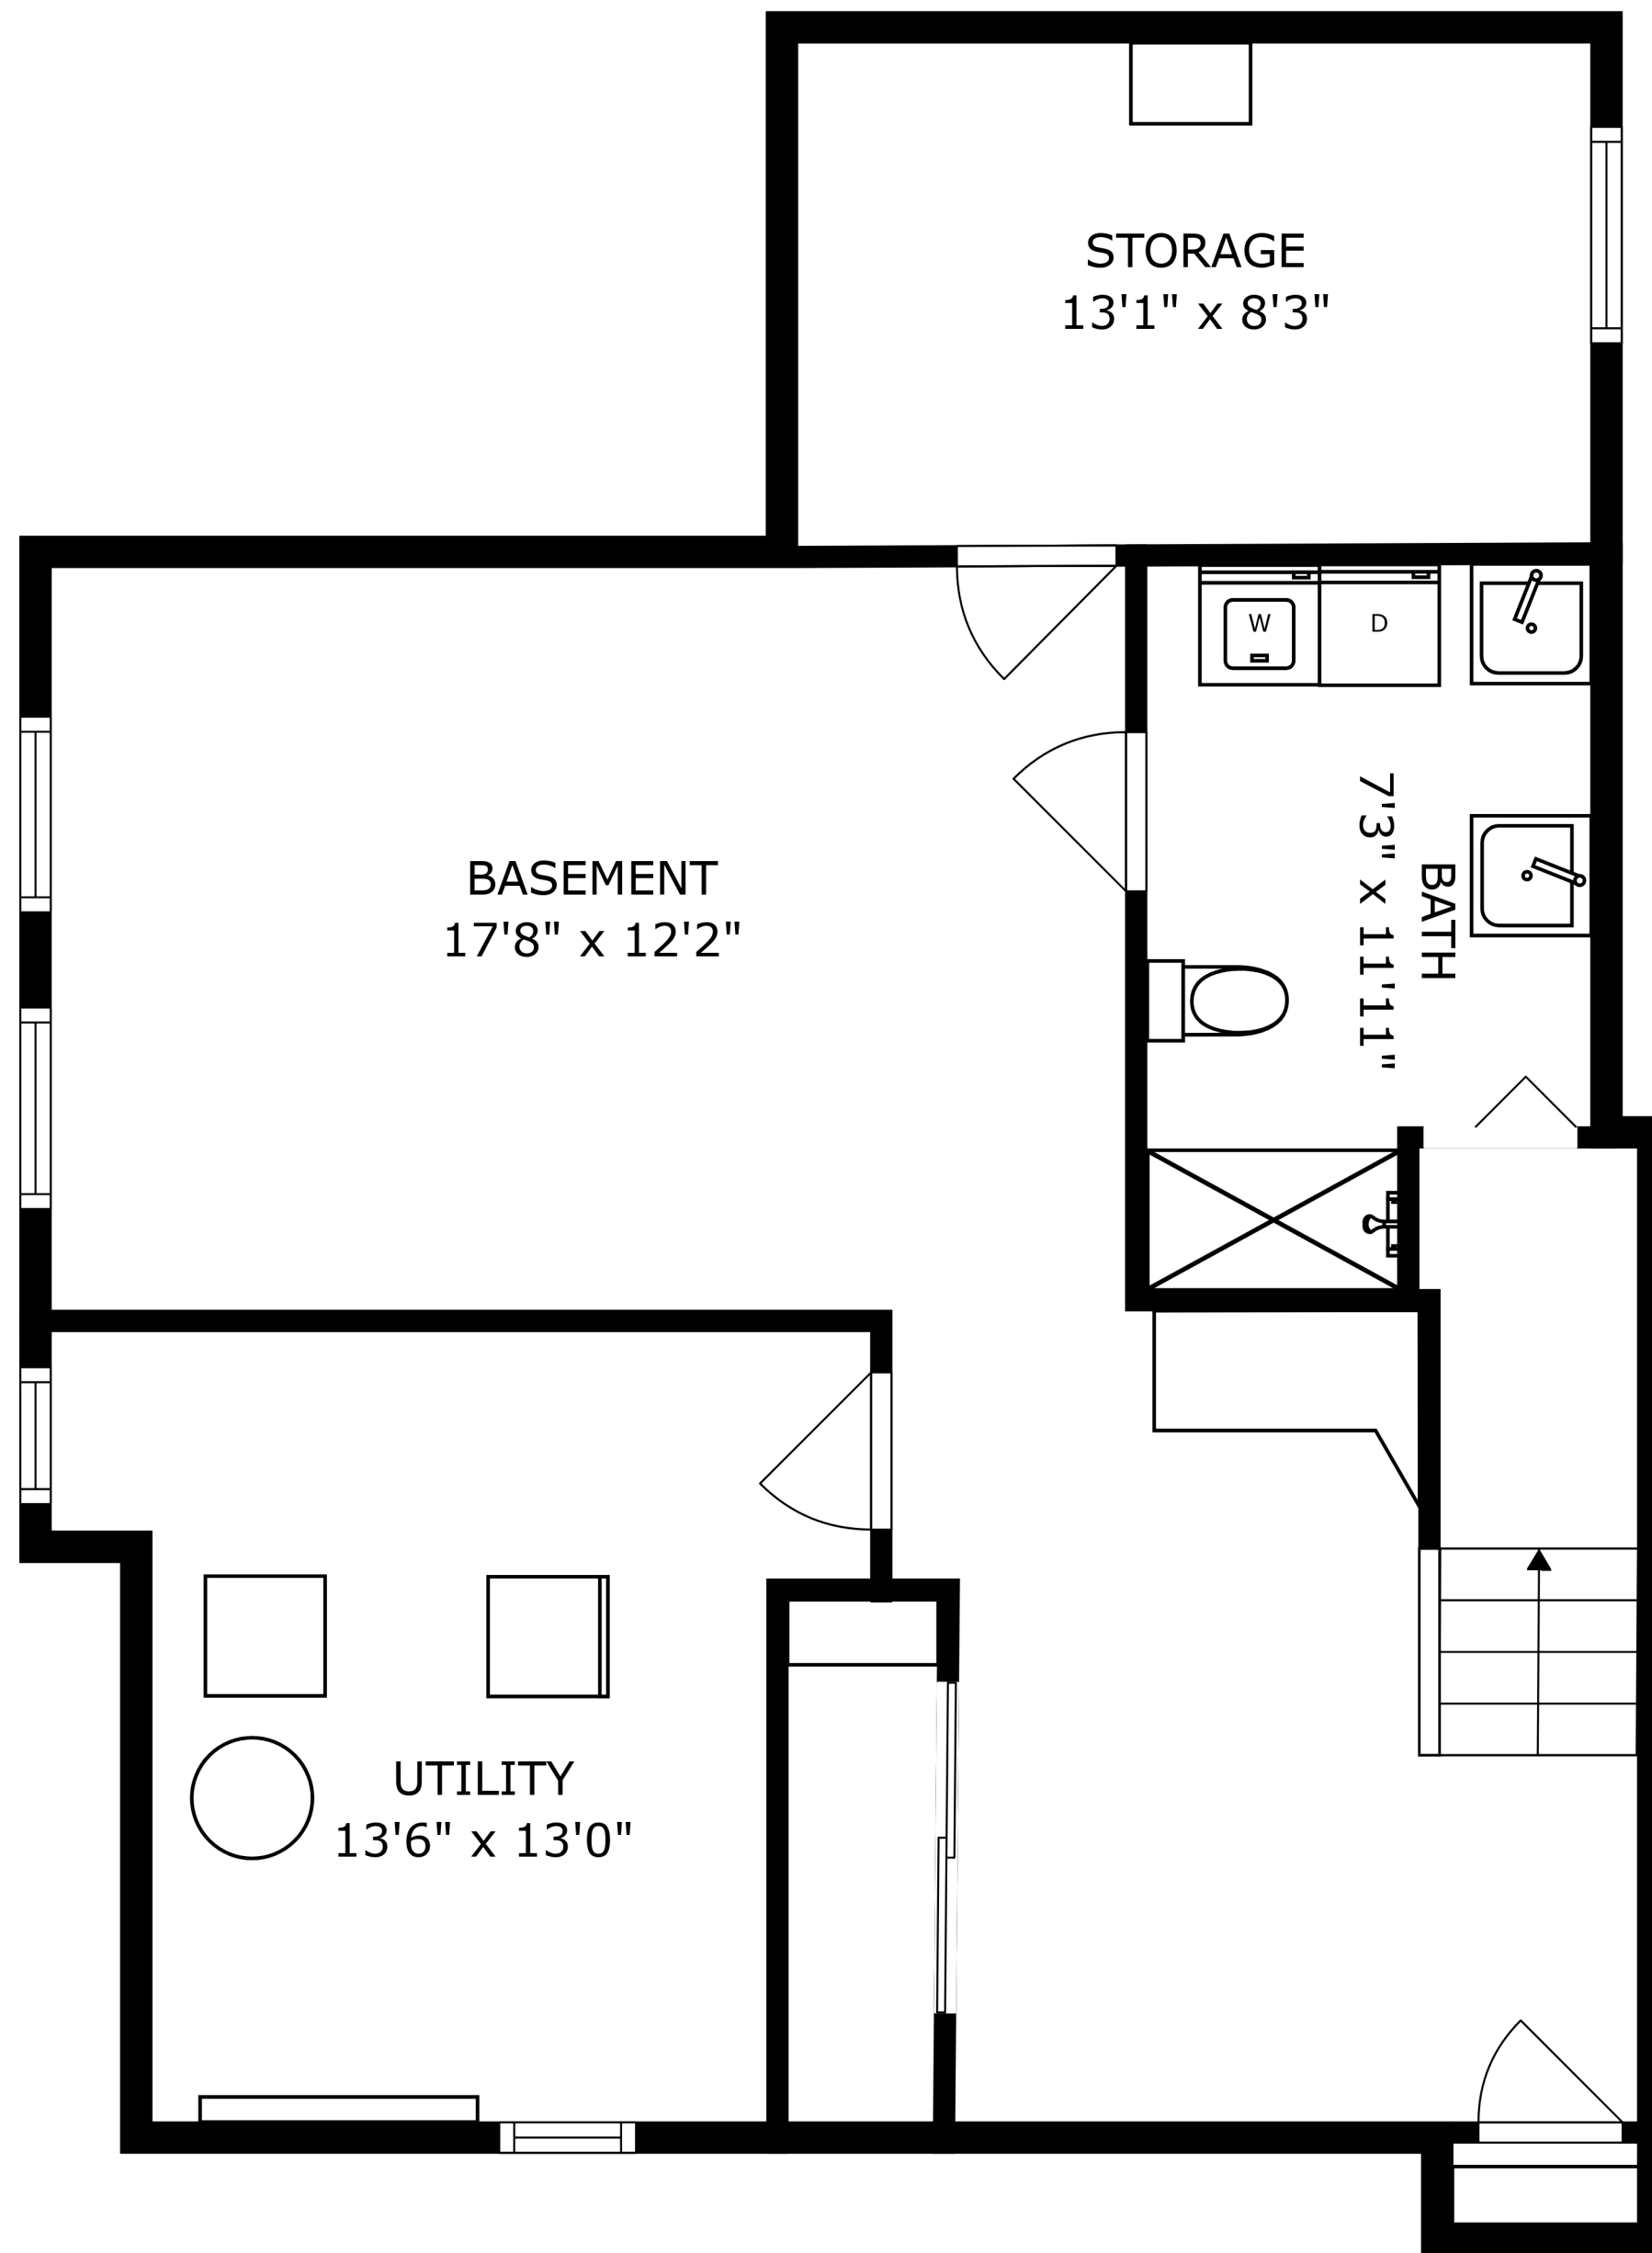 STORAGE
13'1" x 8'3"
W
D
BASEMENT
17'8" x 12'2"
BATH
7'3" x 11'11"
UTILITY
13'6" x 13'0"